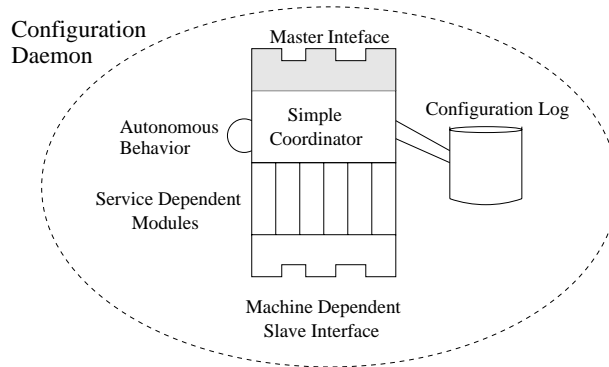 Configuration
Daemon
Master Inteface
Simple
Coordinator
Configuration Log
Autonomous
Behavior
Service Dependent
Modules
Machine Dependent
Slave Interface